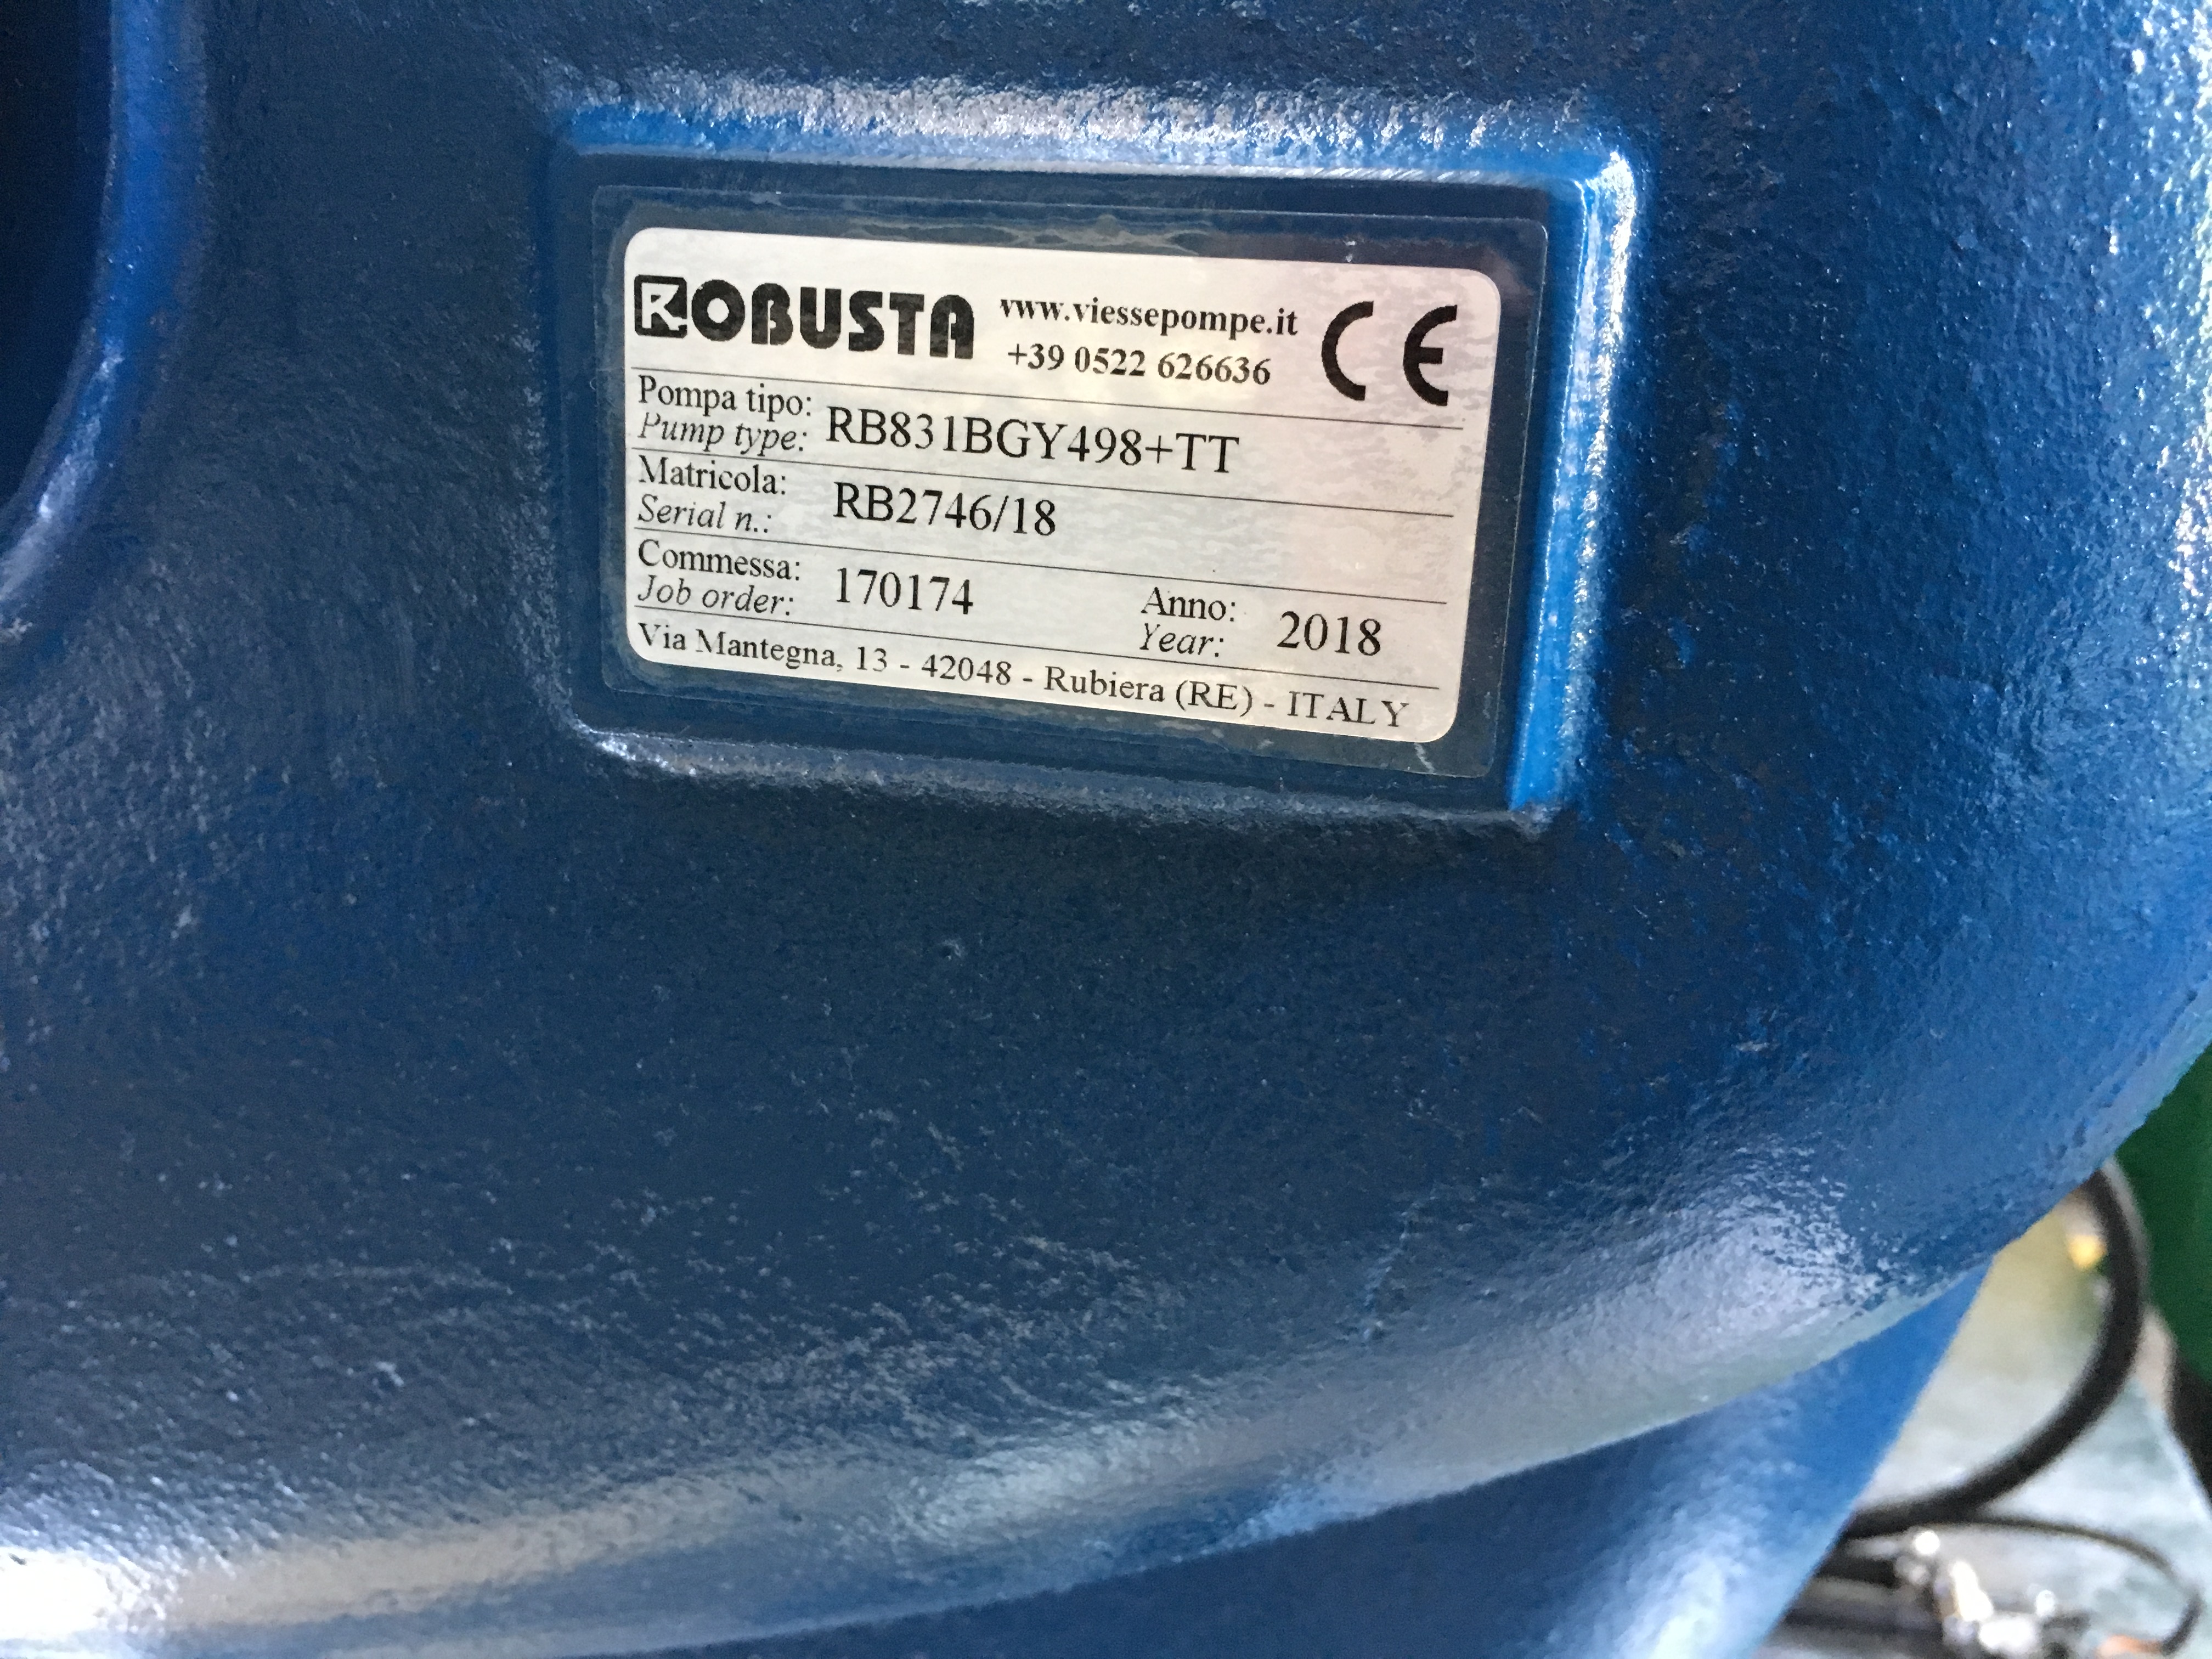 ROBUSTA www.viessepompe.it CE
+39 0522 626636
Pompa tipo: RB831BGY498+TT
Pump type:
Matricola: RB2746/18
Serial n.:
Commessa: 170174 Anno: 2018
Job order: Year:
Via Mantegna, 13 - 42048 - Rubiera (RE) - ITALY